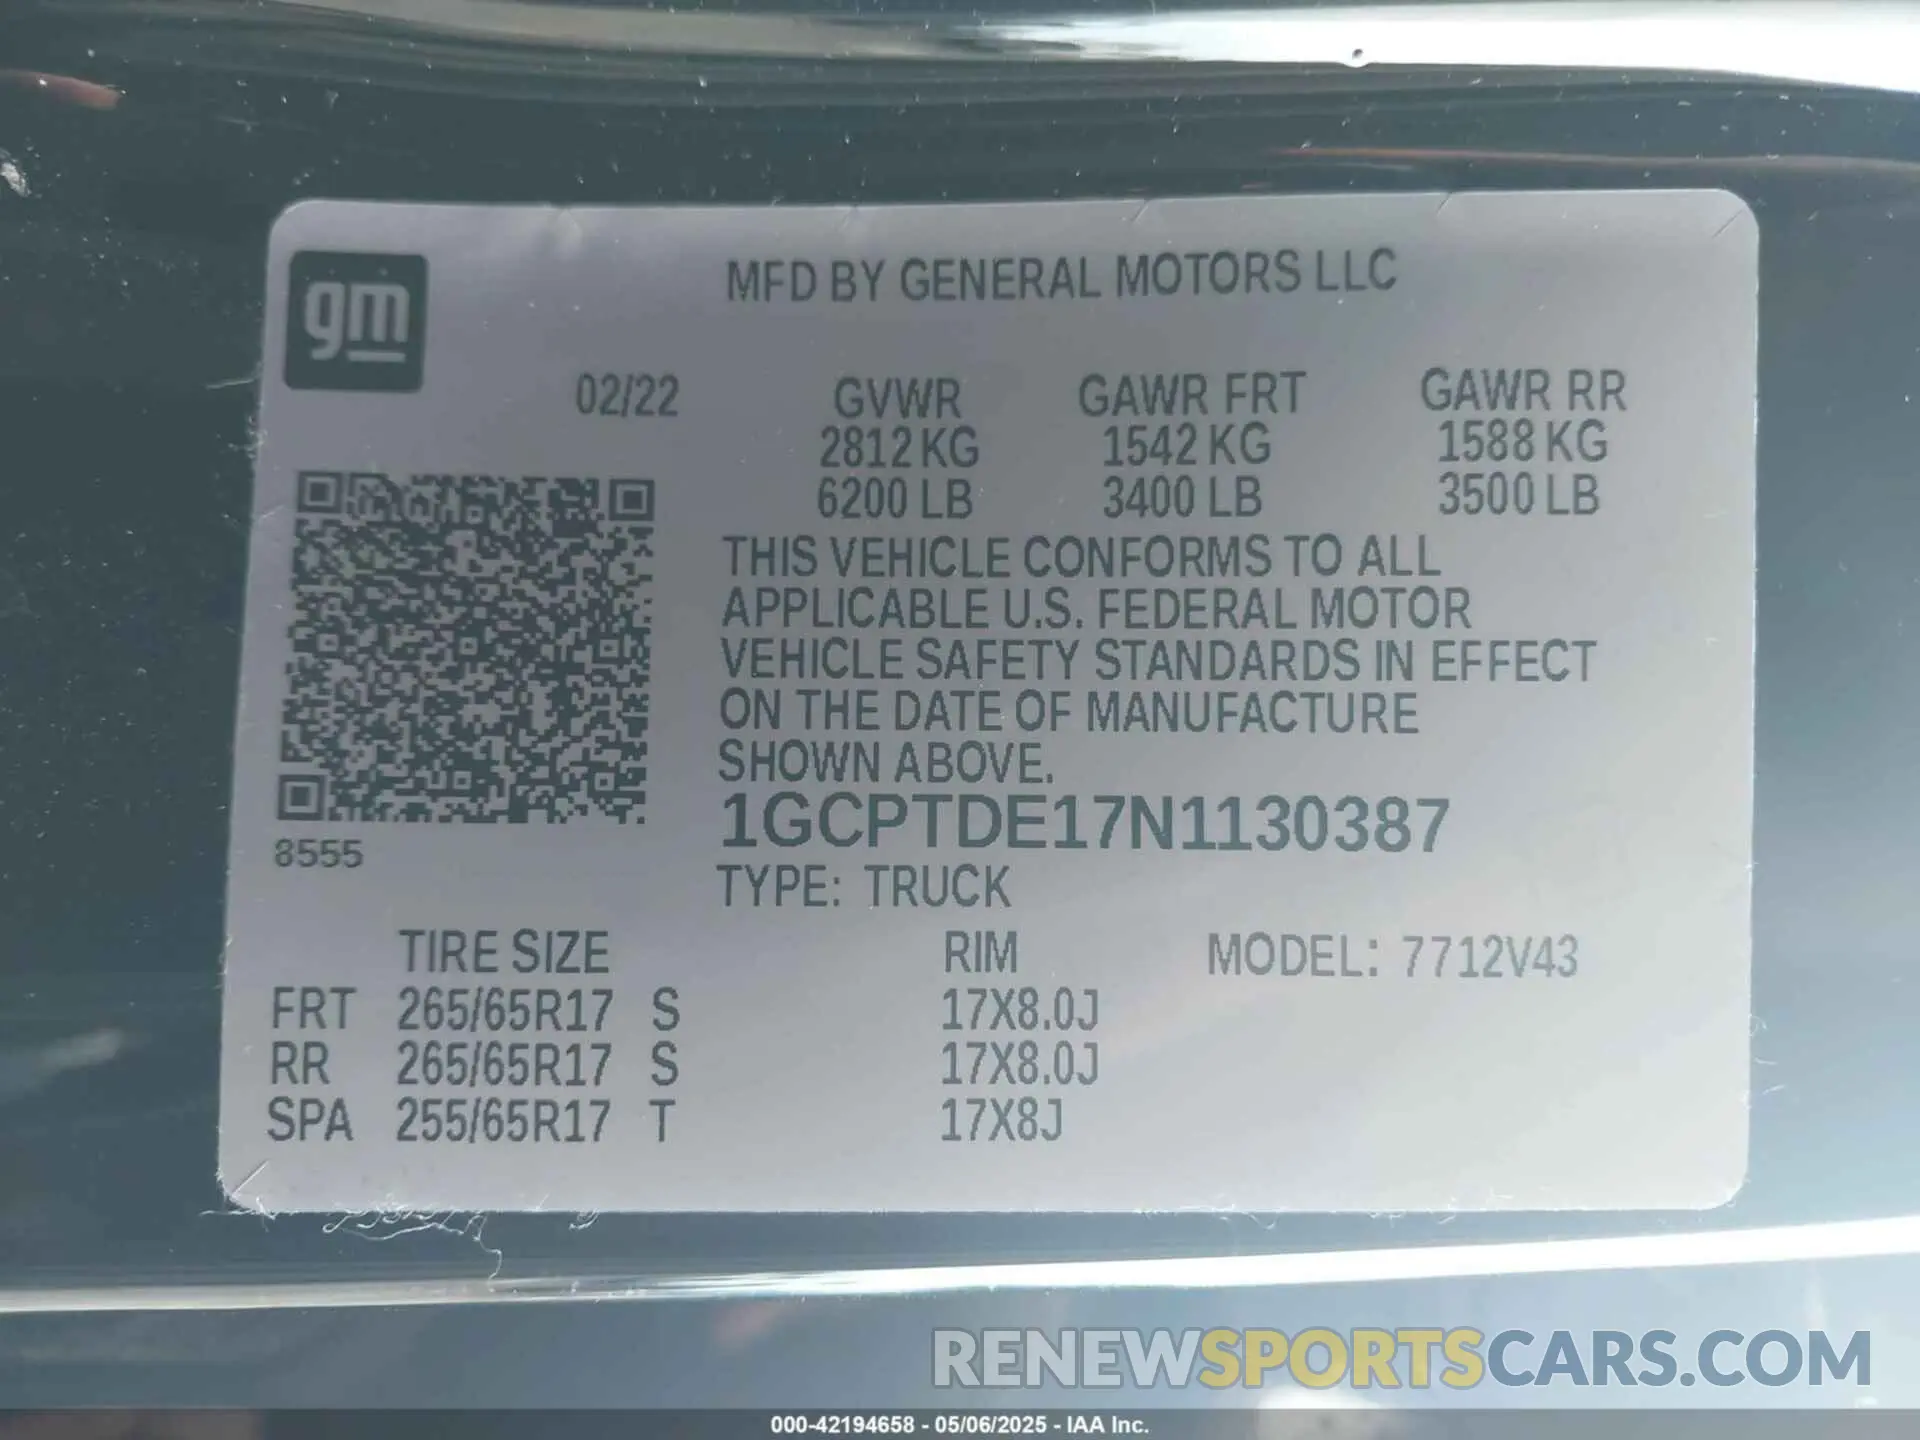 gm
MFD BY GENERAL MOTORS LLC
02/22 GVWR GAWR FRT GAWR RR
2812 KG 1542 KG 1588 KG
6200 LB 3400 LB 3500 LB
THIS VEHICLE CONFORMS TO ALL
APPLICABLE U.S. FEDERAL MOTOR
VEHICLE SAFETY STANDARDS IN EFFECT
ON THE DATE OF MANUFACTURE
SHOWN ABOVE.
1GCPTDE17N1130387
8555
TYPE: TRUCK
TIRE SIZE RIM MODEL: 7712V43
FRT 265/65R17 S 17X8.0J
RR 265/65R17 S 17X8.0J
SPA 255/65R17 T 17X8J
RENEWSPORTSCARS.COM
000-42194658 - 05/06/2025 - IAA Inc.